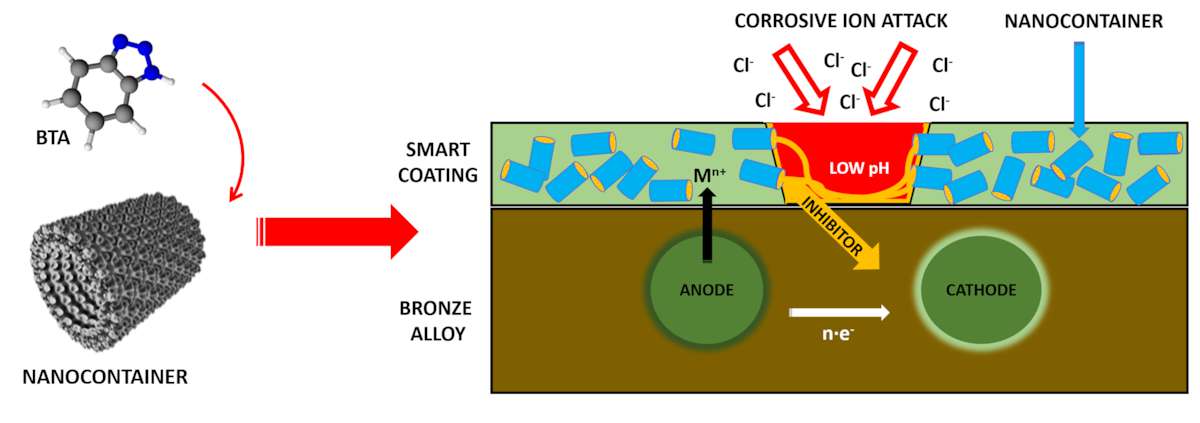 BTA
NANOCONTAINER
SMART
COATING
BRONZE
ALLOY
CORROSIVE ION ATTACK
NANOCONTAINER
Cl⁻
Cl⁻
Cl⁻
Cl⁻
Cl⁻
Cl⁻
Cl⁻
LOW pH
Mⁿ⁺
INHIBITOR
ANODE
CATHODE
n·e⁻